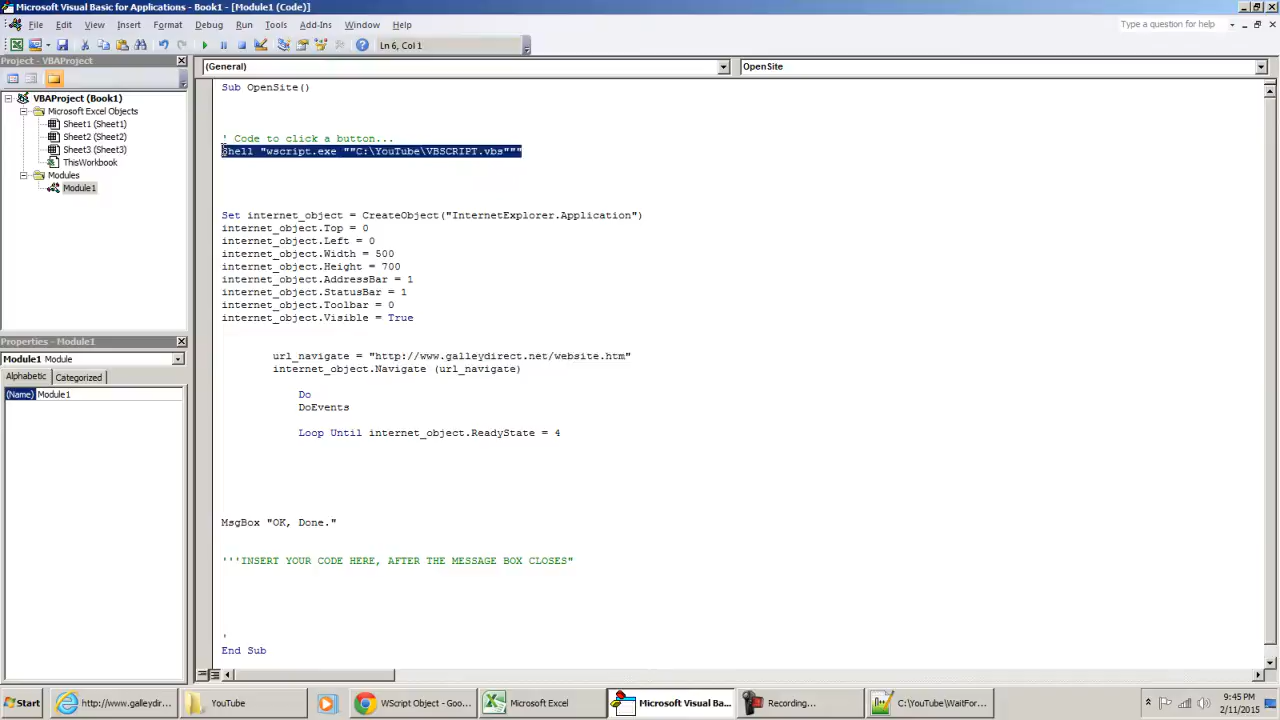 Microsoft Visual Basic for Applications - Book1 - [Module1 (Code)]
File Edit View Insert Format Debug Run Tools Add-Ins Window Help
Type a question for help
Ln 6, Col 1
Project - VBAProject
(General)
OpenSite
VBAProject (Book1)
Microsoft Excel Objects
Sheet1 (Sheet1)
Sheet2 (Sheet2)
Sheet3 (Sheet3)
ThisWorkbook
Modules
Module1
Properties - Module1
Module1 Module
Alphabetic Categorized
(Name) Module1
Sub OpenSite()
' Code to click a button...
Shell "wscript.exe ""C:\YouTube\VBSCRIPT.vbs"""
Set internet_object = CreateObject("InternetExplorer.Application")
internet_object.Top = 0
internet_object.Left = 0
internet_object.Width = 500
internet_object.Height = 700
internet_object.AddressBar = 1
internet_object.StatusBar = 1
internet_object.Toolbar = 0
internet_object.Visible = True
url_navigate = "http://www.galleydirect.net/website.htm"
internet_object.Navigate (url_navigate)
Do
DoEvents
Loop Until internet_object.ReadyState = 4
MsgBox "OK, Done."
'''INSERT YOUR CODE HERE, AFTER THE MESSAGE BOX CLOSES"
'
End Sub
Start
http://www.galleydir...
YouTube
WScript Object - Goo...
Microsoft Excel
Microsoft Visual Ba...
Recording...
C:\YouTube\WaitFor...
9:45 PM
2/11/2015